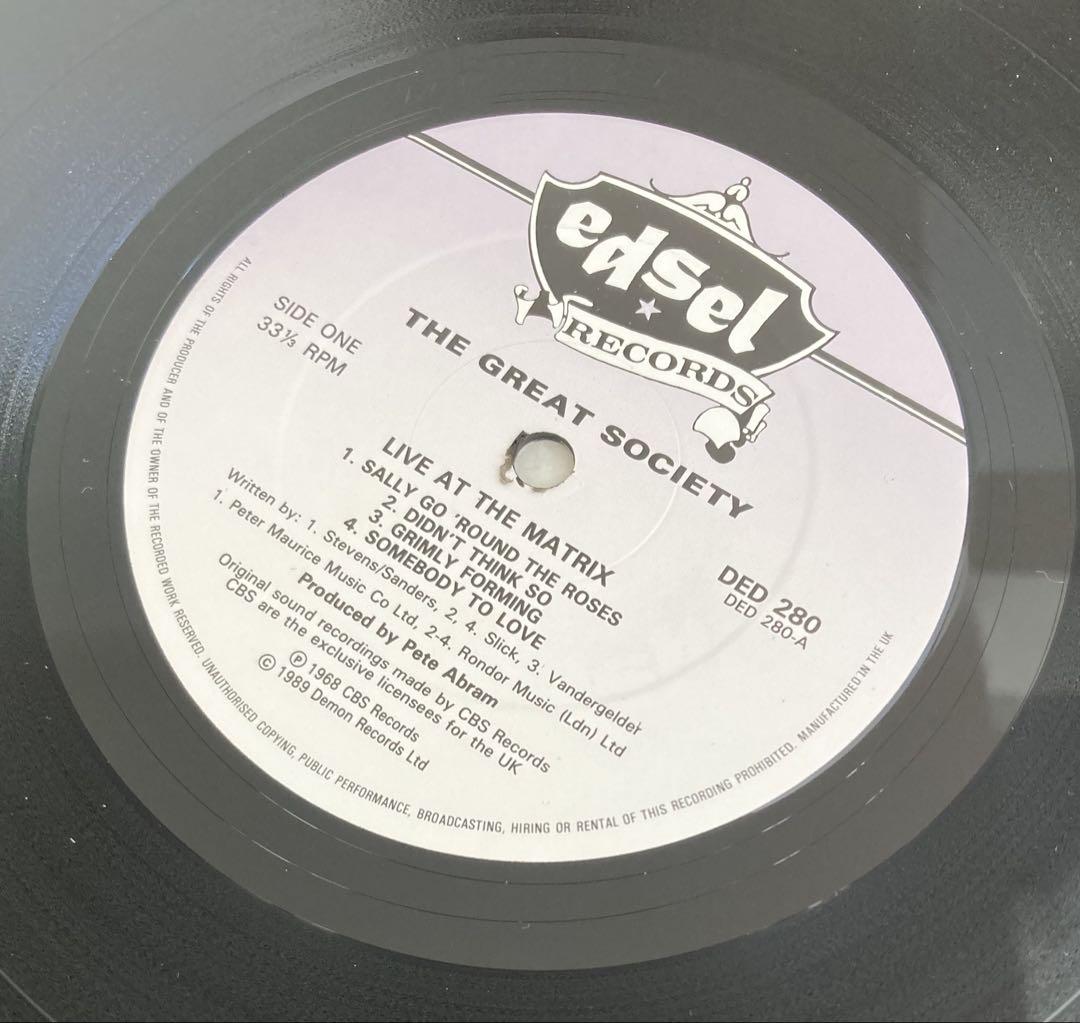 edsel
RECORDS
SIDE ONE
33⅓ RPM
THE GREAT SOCIETY
LIVE AT THE MATRIX
1. SALLY GO 'ROUND THE ROSES
2. DIDN'T THINK SO
3. GRIMLY FORMING
4. SOMEBODY TO LOVE
DED 280
DED 280-A
Written by: 1. Stevens/Sanders, 2, 4. Slick, 3. Vandergelder
1. Peter Maurice Music Co Ltd, 2-4. Rondor Music (Ldn) Ltd
Produced by Pete Abram
Original sound recordings made by CBS Records
CBS are the exclusive licensees for the UK
℗ 1968 CBS Records
© 1989 Demon Records Ltd
ALL RIGHTS OF THE PRODUCER AND OF THE OWNER OF THE RECORDED WORK RESERVED. UNAUTHORISED COPYING, PUBLIC PERFORMANCE, BROADCASTING, HIRING OR RENTAL OF THIS RECORDING PROHIBITED. MANUFACTURED IN THE UK